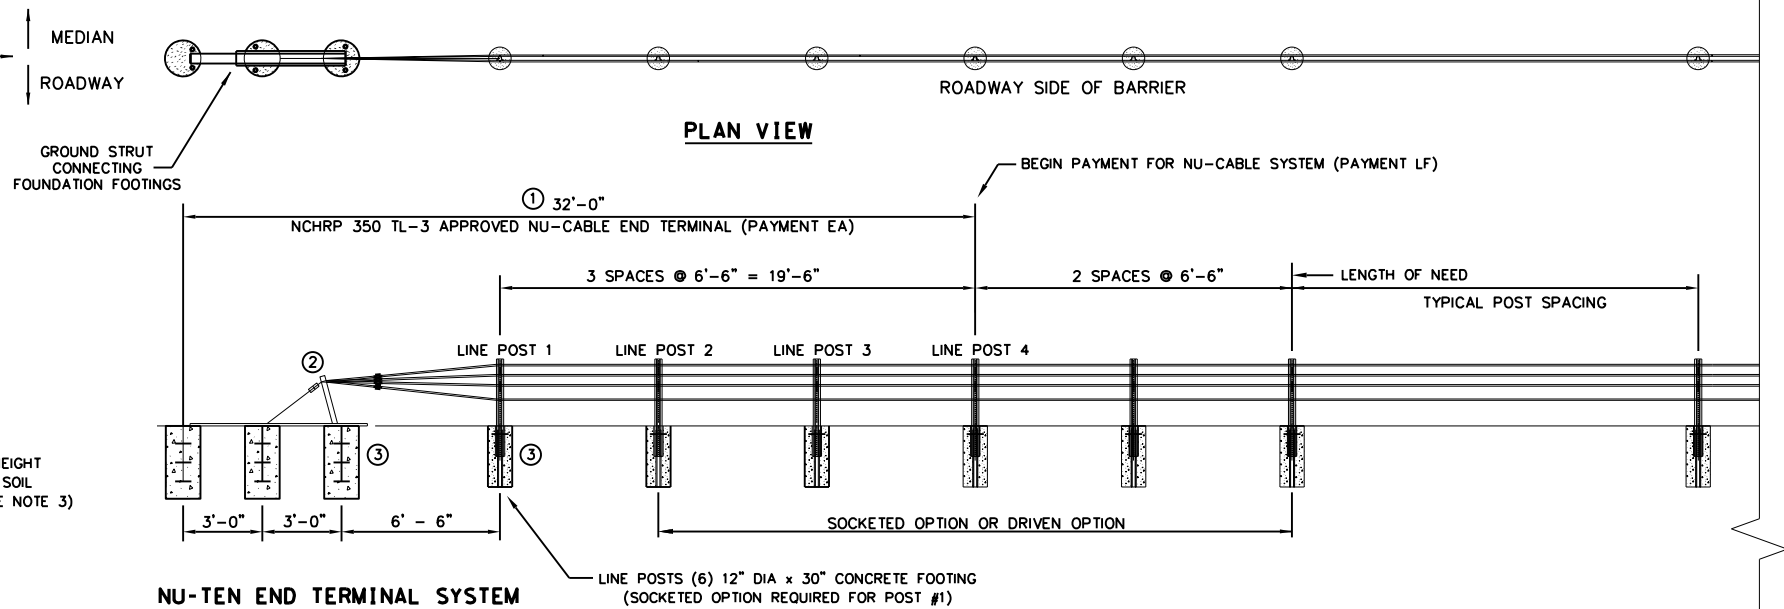 MEDIAN
ROADWAY
ROADWAY SIDE OF BARRIER
PLAN VIEW
GROUND STRUT
CONNECTING
FOUNDATION FOOTINGS
BEGIN PAYMENT FOR NU-CABLE SYSTEM (PAYMENT LF)
① 32'-0"
NCHRP 350 TL-3 APPROVED NU-CABLE END TERMINAL (PAYMENT EA)
3 SPACES @ 6'-6" = 19'-6"
2 SPACES @ 6'-6"
LENGTH OF NEED
TYPICAL POST SPACING
LINE POST 1
LINE POST 2
LINE POST 3
LINE POST 4
②
③
③
EIGHT
SOIL
E NOTE 3)
3'-0"
3'-0"
6' - 6"
SOCKETED OPTION OR DRIVEN OPTION
LINE POSTS (6) 12" DIA x 30" CONCRETE FOOTING
(SOCKETED OPTION REQUIRED FOR POST #1)
NU-TEN END TERMINAL SYSTEM